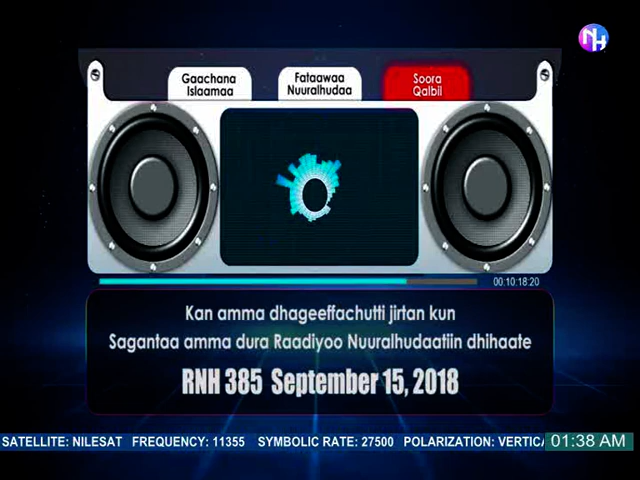 NH
Gaachana
Islaamaa
Fataawaa
Nuuralhudaa
Soora
Qalbil
00:10:18:20
Kan amma dhageeffachutti jirtan kun
Sagantaa amma dura Raadiyoo Nuuralhudaatiin dhihaate
RNH 385 September 15, 2018
SATELLITE: NILESAT FREQUENCY: 11355 SYMBOLIC RATE: 27500 POLARIZATION: VERTICA
01:38 AM